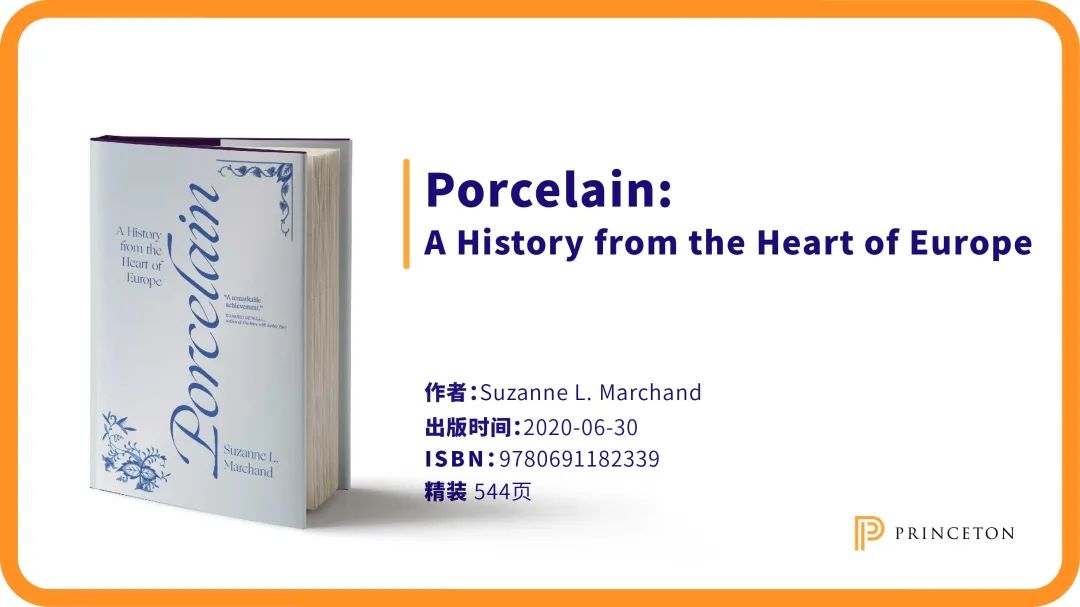 A History
from the
Heart of
Europe
Porcelain
"A remarkable
achievement."
Suzanne L.
Marchand
Porcelain:
A History from the Heart of Europe
作者：Suzanne L. Marchand
出版时间：2020-06-30
ISBN：9780691182339
精装 544页
PRINCETON